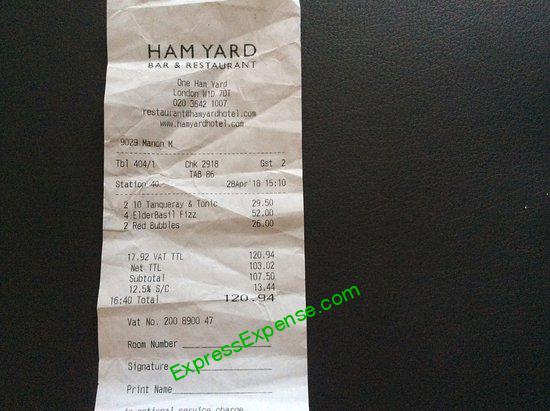 HAM YARD
BAR & RESTAURANT
One Ham Yard
London W1D 7DT
020 3642 1007
restaurant@hamyardhotel.com
www.hamyardhotel.com
9029 Manon M
Tbl 404/1 Chk 2918 Gst 2
TAB 86
Station 40 28Apr'18 15:10
2 10 Tanqueray & Tonic 29.50
4 ElderBasil Fizz 52.00
2 Red Bubbles 26.00
17.92 VAT TTL 120.94
Net TTL 103.02
Subtotal 107.50
12.5% S/C 13.44
16:40 Total 120.94
Vat No. 200 8900 47
Room Number
Signature
Print Name
optional service charge
ExpressExpense.com